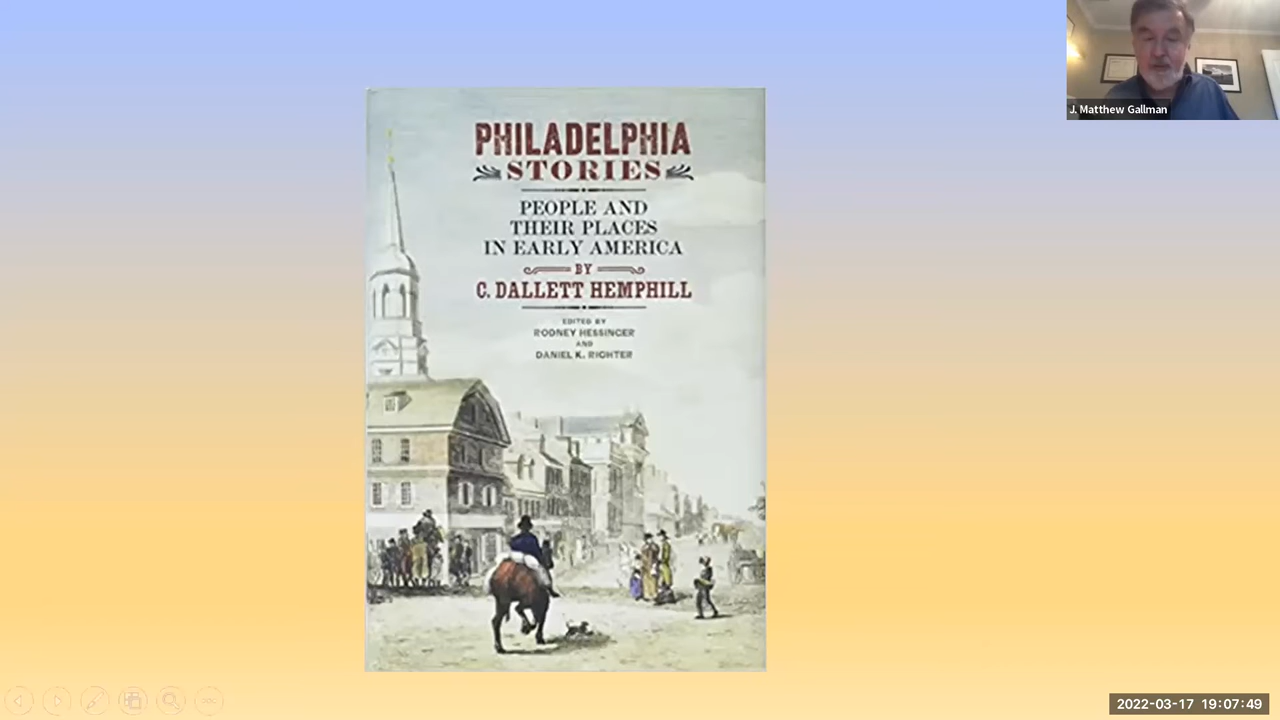 PHILADELPHIA
STORIES
PEOPLE AND
THEIR PLACES
IN EARLY AMERICA
BY
C. DALLETT HEMPHILL
EDITED BY
RODNEY HESSINGER
AND
DANIEL K. RICHTER
J. Matthew Gallman
2022-03-17 19:07:49